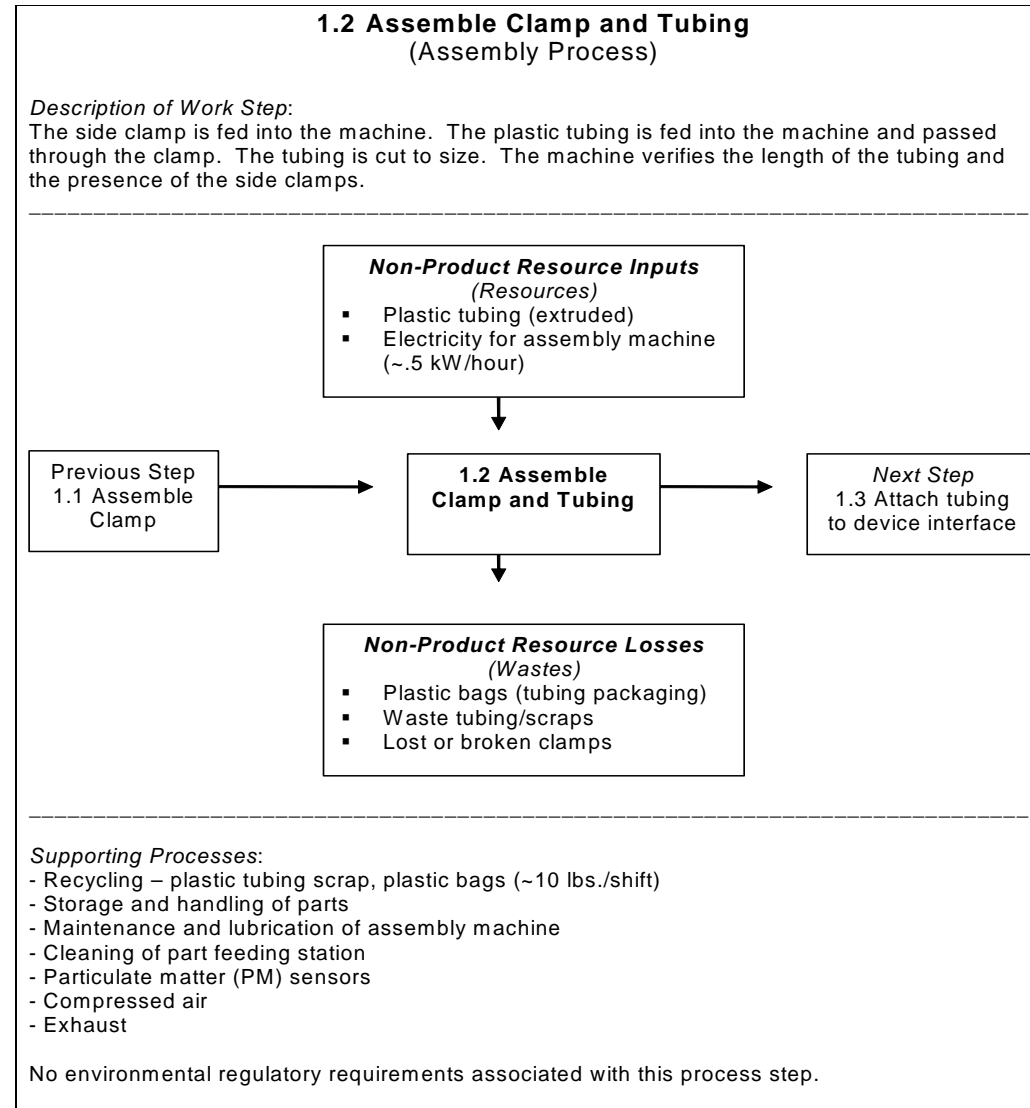 1.2 Assemble Clamp and Tubing
(Assembly Process)
Description of Work Step:
The side clamp is fed into the machine. The plastic tubing is fed into the machine and passed
through the clamp. The tubing is cut to size. The machine verifies the length of the tubing and
the presence of the side clamps.
Non-Product Resource Inputs
(Resources)
▪ Plastic tubing (extruded)
▪ Electricity for assembly machine
(~.5 kW/hour)
Previous Step
1.1 Assemble
Clamp
1.2 Assemble
Clamp and Tubing
Next Step
1.3 Attach tubing
to device interface
Non-Product Resource Losses
(Wastes)
▪ Plastic bags (tubing packaging)
▪ Waste tubing/scraps
▪ Lost or broken clamps
Supporting Processes:
- Recycling – plastic tubing scrap, plastic bags (~10 lbs./shift)
- Storage and handling of parts
- Maintenance and lubrication of assembly machine
- Cleaning of part feeding station
- Particulate matter (PM) sensors
- Compressed air
- Exhaust
No environmental regulatory requirements associated with this process step.